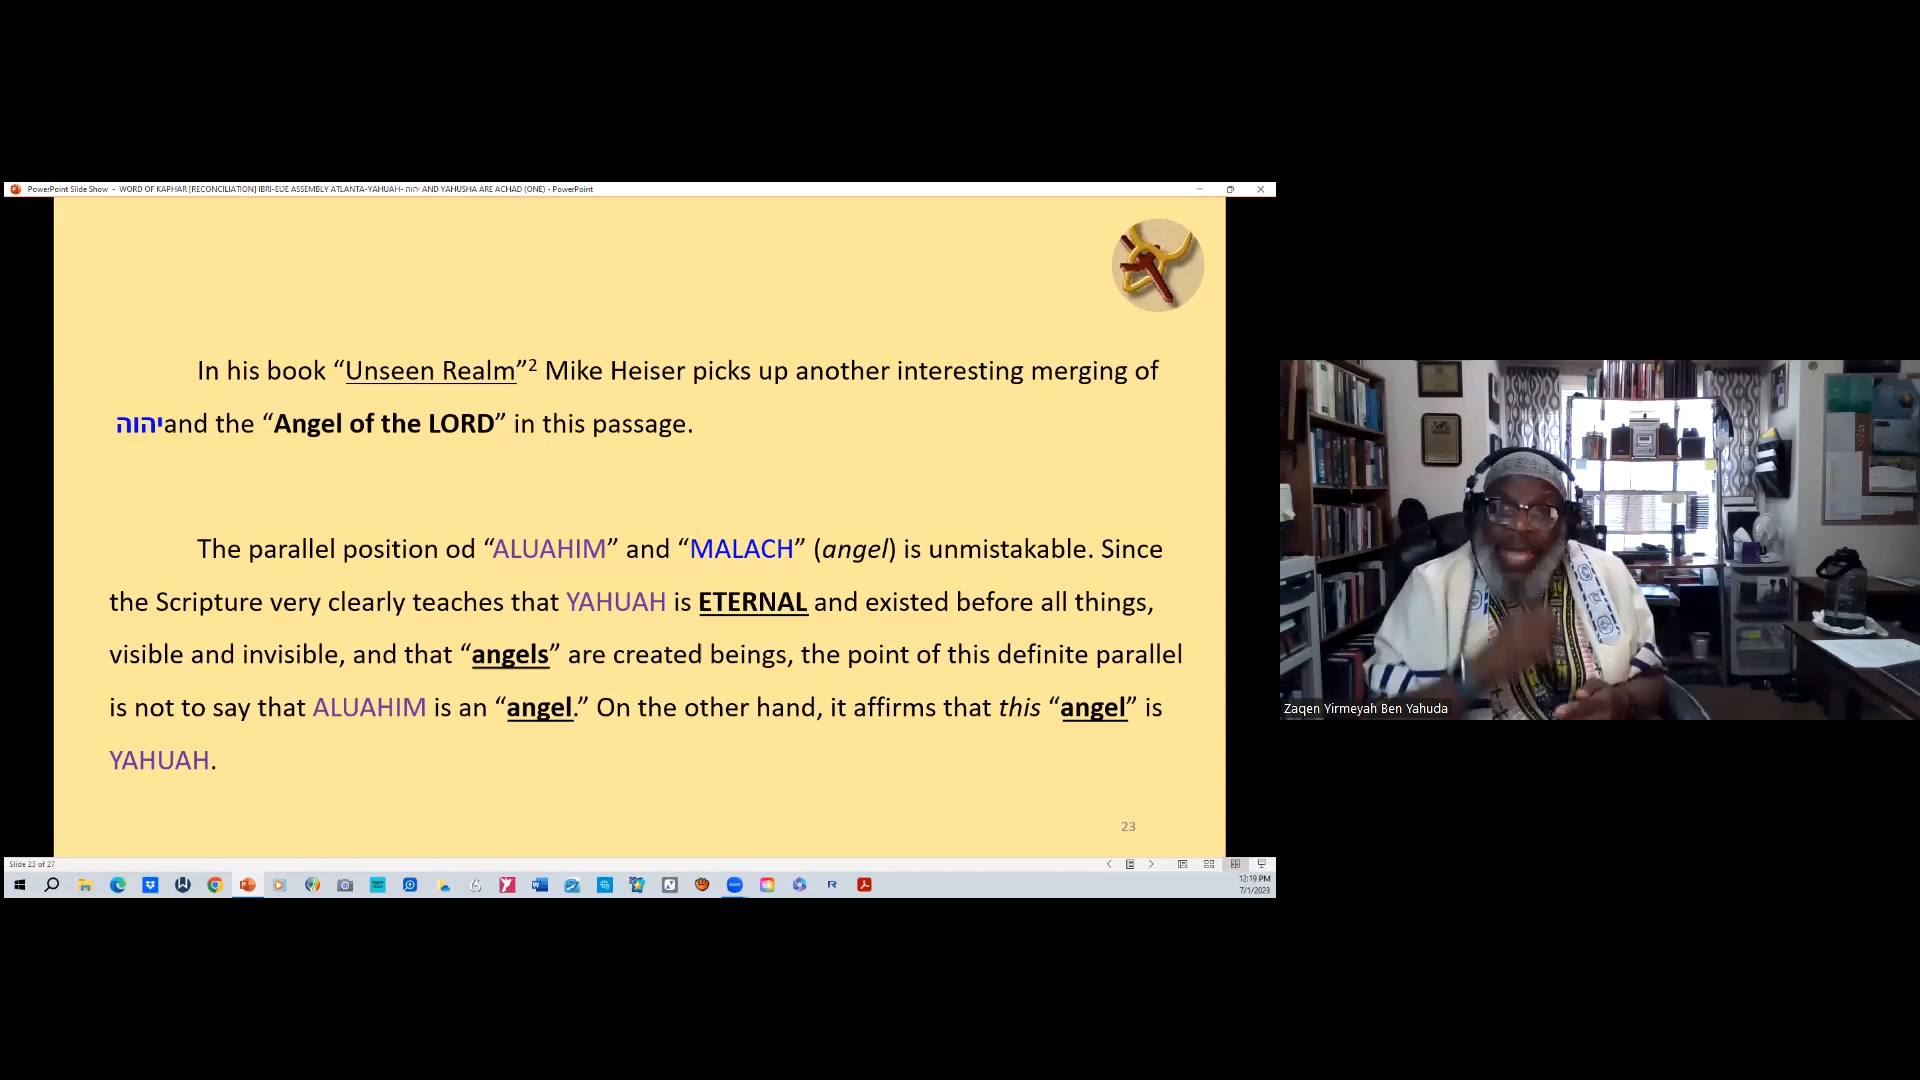 PowerPoint Slide Show - WORD OF KAPHAR [RECONCILIATION] IBRI-EDE ASSEMBLY ATLANTA-YAHUAH- יהוה AND YAHUSHA ARE ACHAD (ONE) - PowerPoint
In his book “Unseen Realm”2 Mike Heiser picks up another interesting merging of
יהוהand the “Angel of the LORD” in this passage.
The parallel position od “ALUAHIM” and “MALACH” (angel) is unmistakable. Since
the Scripture very clearly teaches that YAHUAH is ETERNAL and existed before all things,
visible and invisible, and that “angels” are created beings, the point of this definite parallel
is not to say that ALUAHIM is an “angel.” On the other hand, it affirms that this “angel” is
YAHUAH.
23
Slide 23 of 27
12:19 PM
7/1/2023
Zaqen Yirmeyah Ben Yahuda